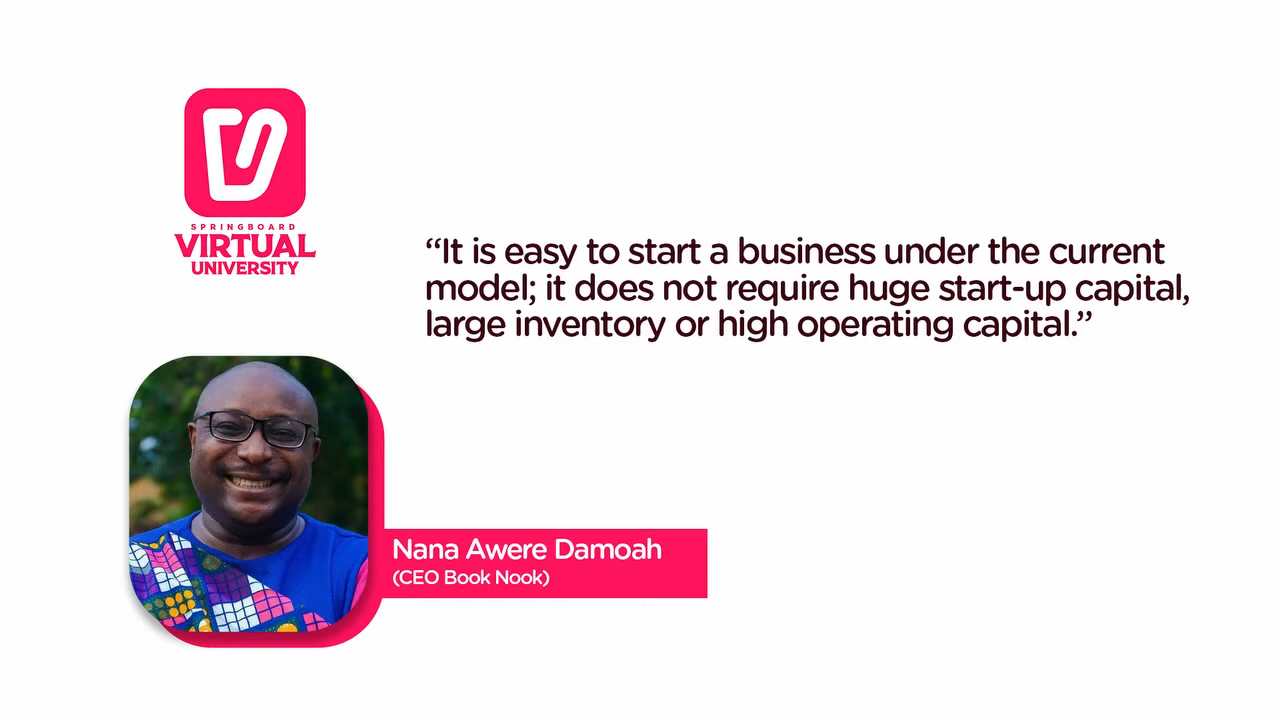 SPRINGBOARD
VIRTUAL
UNIVERSITY
“It is easy to start a business under the current
model; it does not require huge start-up capital,
large inventory or high operating capital.”
Nana Awere Damoah
(CEO Book Nook)